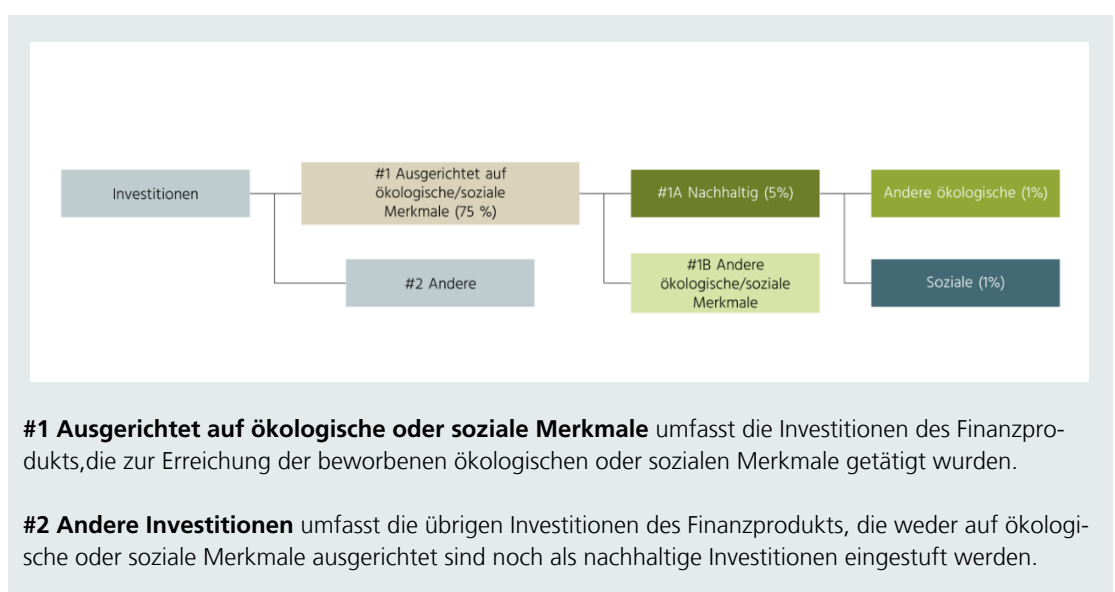 #1 Ausgerichtet auf
ökologische/soziale
Merkmale (75 %)
Investitionen
#1A Nachhaltig (5%)
Andere ökologische (1%)
#2 Andere
#1B Andere
ökologische/soziale
Merkmale
Soziale (1%)
#1 Ausgerichtet auf ökologische oder soziale Merkmale umfasst die Investitionen des Finanzpro-
dukts,die zur Erreichung der beworbenen ökologischen oder sozialen Merkmale getätigt wurden.
#2 Andere Investitionen umfasst die übrigen Investitionen des Finanzprodukts, die weder auf ökologi-
sche oder soziale Merkmale ausgerichtet sind noch als nachhaltige Investitionen eingestuft werden.